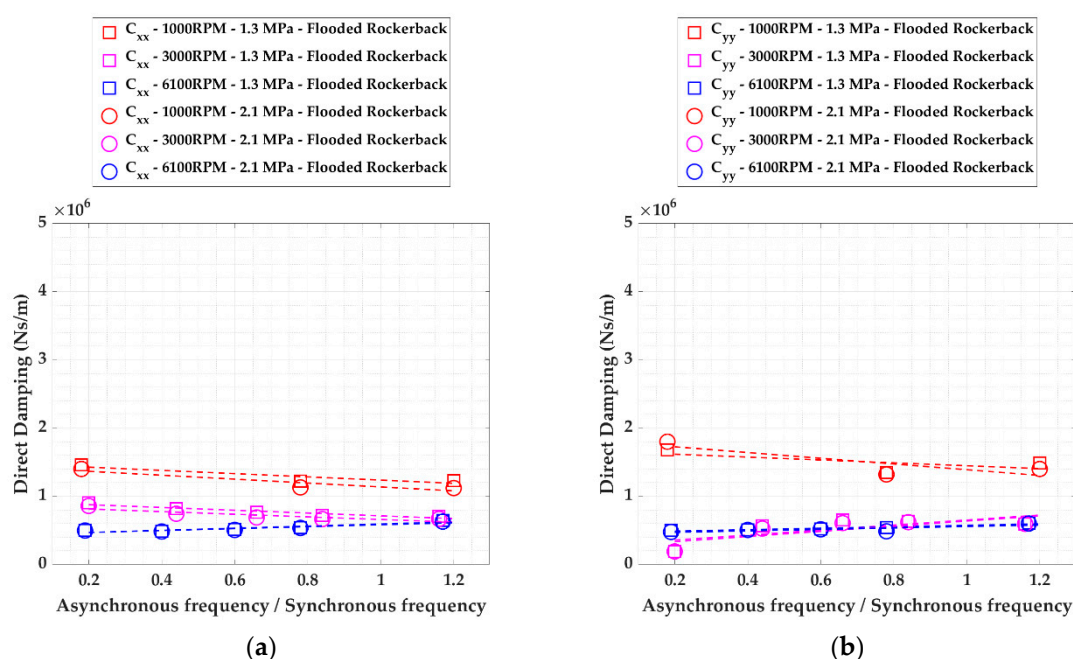 C_xx - 1000RPM - 1.3 MPa - Flooded Rockerback
C_xx - 3000RPM - 1.3 MPa - Flooded Rockerback
C_xx - 6100RPM - 1.3 MPa - Flooded Rockerback
C_xx - 1000RPM - 2.1 MPa - Flooded Rockerback
C_xx - 3000RPM - 2.1 MPa - Flooded Rockerback
C_xx - 6100RPM - 2.1 MPa - Flooded Rockerback
×10^6
5
4
3
2
1
0
Direct Damping (Ns/m)
0.2 0.4 0.6 0.8 1 1.2
Asynchronous frequency / Synchronous frequency
(a)
C_yy - 1000RPM - 1.3 MPa - Flooded Rockerback
C_yy - 3000RPM - 1.3 MPa - Flooded Rockerback
C_yy - 6100RPM - 1.3 MPa - Flooded Rockerback
C_yy - 1000RPM - 2.1 MPa - Flooded Rockerback
C_yy - 3000RPM - 2.1 MPa - Flooded Rockerback
C_yy - 6100RPM - 2.1 MPa - Flooded Rockerback
×10^6
5
4
3
2
1
0
Direct Damping (Ns/m)
0.2 0.4 0.6 0.8 1 1.2
Asynchronous frequency / Synchronous frequency
(b)